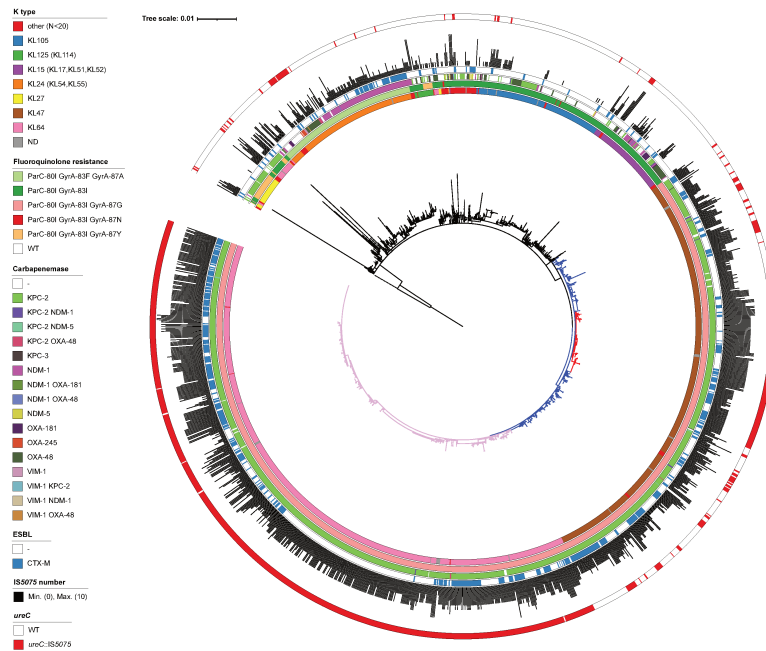 K type
other (N<20)
KL105
KL125 (KL114)
KL15 (KL17,KL51,KL52)
KL24 (KL54,KL55)
KL27
KL47
KL64
ND
Fluoroquinolone resistance
ParC-80I GyrA-83F GyrA-87A
ParC-80I GyrA-83I
ParC-80I GyrA-83I GyrA-87G
ParC-80I GyrA-83I GyrA-87N
ParC-80I GyrA-83I GyrA-87Y
WT
Carbapenemase
-
KPC-2
KPC-2 NDM-1
KPC-2 NDM-5
KPC-2 OXA-48
KPC-3
NDM-1
NDM-1 OXA-181
NDM-1 OXA-48
NDM-5
OXA-181
OXA-245
OXA-48
VIM-1
VIM-1 KPC-2
VIM-1 NDM-1
VIM-1 OXA-48
ESBL
-
CTX-M
IS5075 number
Min. (0), Max. (10)
ureC
WT
ureC::IS5075
Tree scale: 0.01